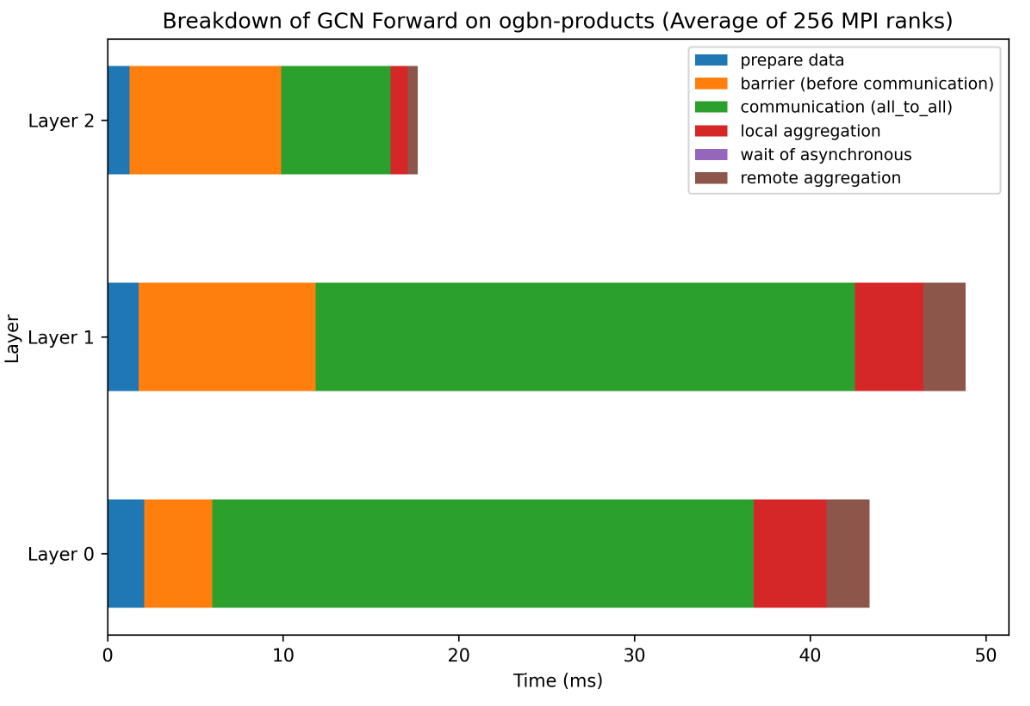 Breakdown of GCN Forward on ogbn-products (Average of 256 MPI ranks)
prepare data
barrier (before communication)
communication (all_to_all)
local aggregation
wait of asynchronous
remote aggregation
Layer
Layer 2
Layer 1
Layer 0
0 10 20 30 40 50
Time (ms)